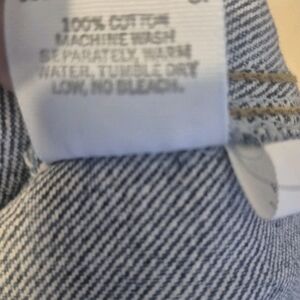 100% COTTON
MACHINE WASH
SEPARATELY, WARM
WATER, TUMBLE DRY
LOW, NO BLEACH.